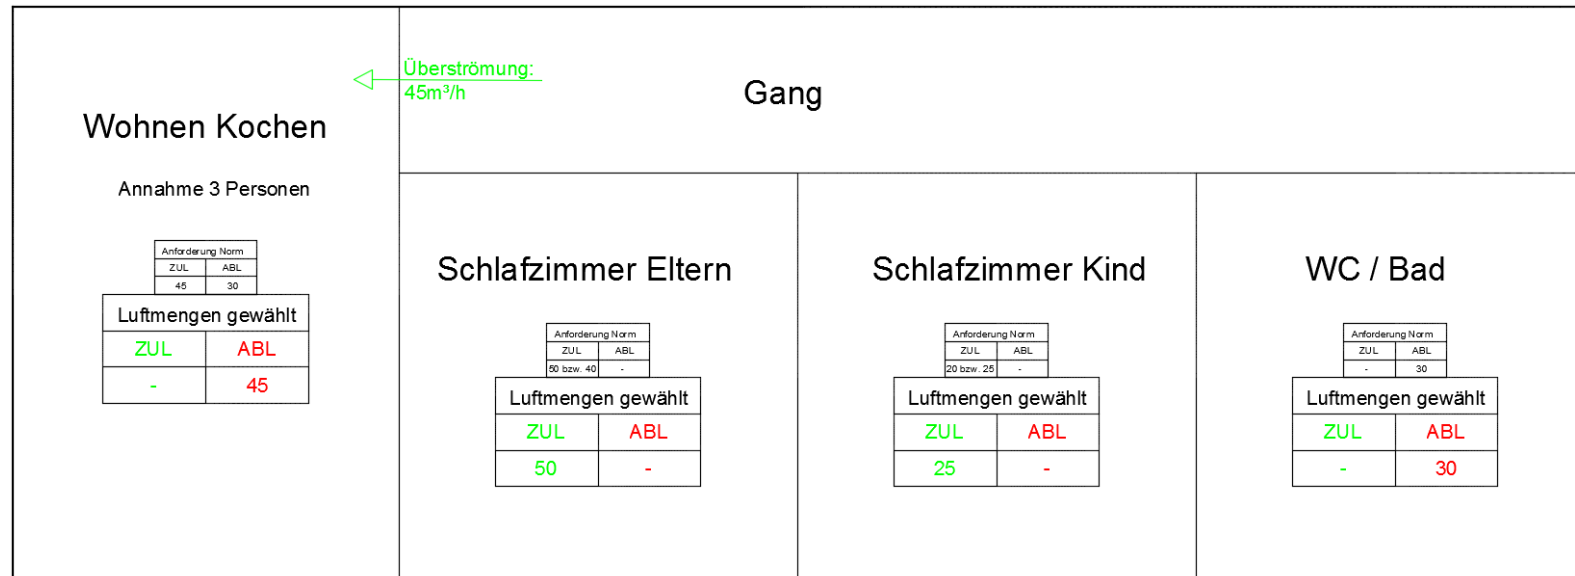 Überströmung:
45m³/h
Gang
Wohnen Kochen
Annahme 3 Personen
Anforderung Norm
ZUL ABL
45 30
Luftmengen gewählt
ZUL ABL
- 45
Schlafzimmer Eltern
Anforderung Norm
ZUL ABL
50 bzw. 40 -
Luftmengen gewählt
ZUL ABL
50 -
Schlafzimmer Kind
Anforderung Norm
ZUL ABL
20 bzw. 25 -
Luftmengen gewählt
ZUL ABL
25 -
WC / Bad
Anforderung Norm
ZUL ABL
- 30
Luftmengen gewählt
ZUL ABL
- 30